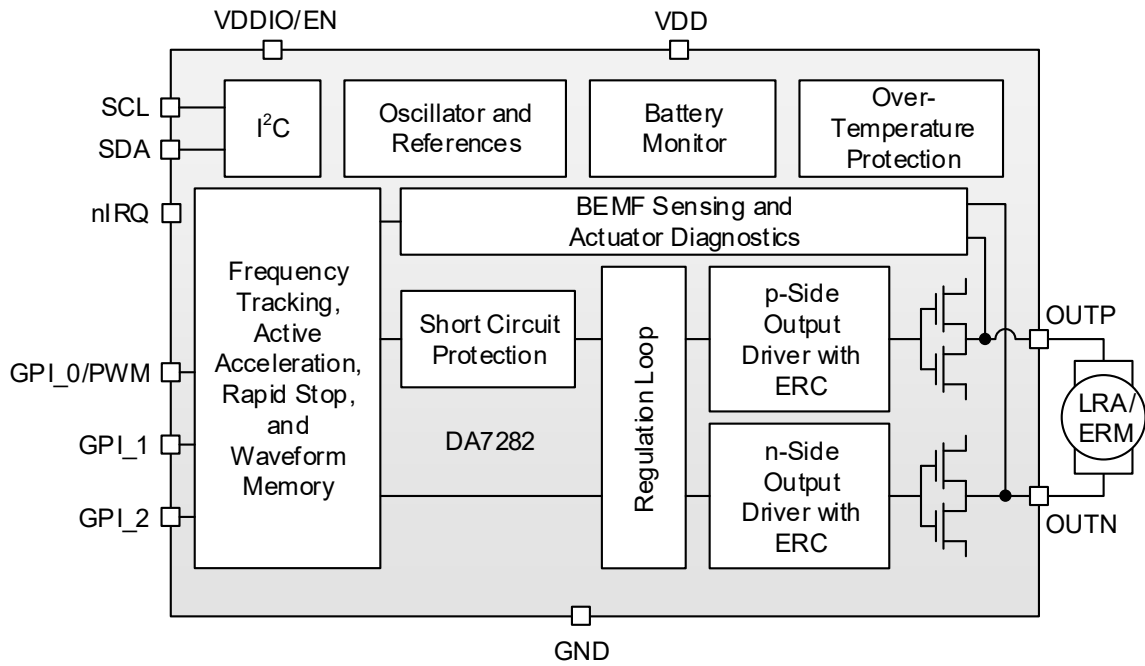 VDDIO/EN
VDD
SCL
SDA
I²C
Oscillator and
References
Battery
Monitor
Over-
Temperature
Protection
nIRQ
BEMF Sensing and
Actuator Diagnostics
Frequency
Tracking,
Active
Acceleration,
Rapid Stop,
and
Waveform
Memory
Short Circuit
Protection
Regulation Loop
p-Side
Output
Driver with
ERC
OUTP
GPI_0/PWM
GPI_1
GPI_2
DA7282
n-Side
Output
Driver with
ERC
LRA/
ERM
OUTN
GND